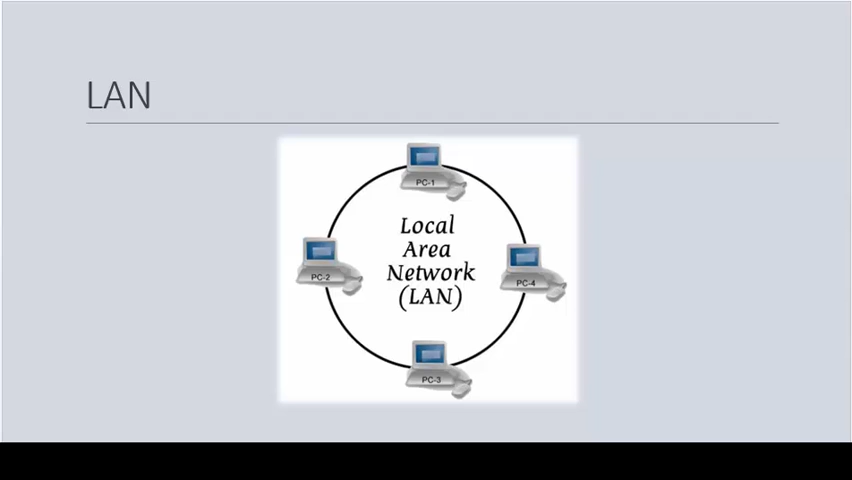 LAN
PC-1
Local
Area
Network
(LAN)
PC-2
PC-4
PC-3